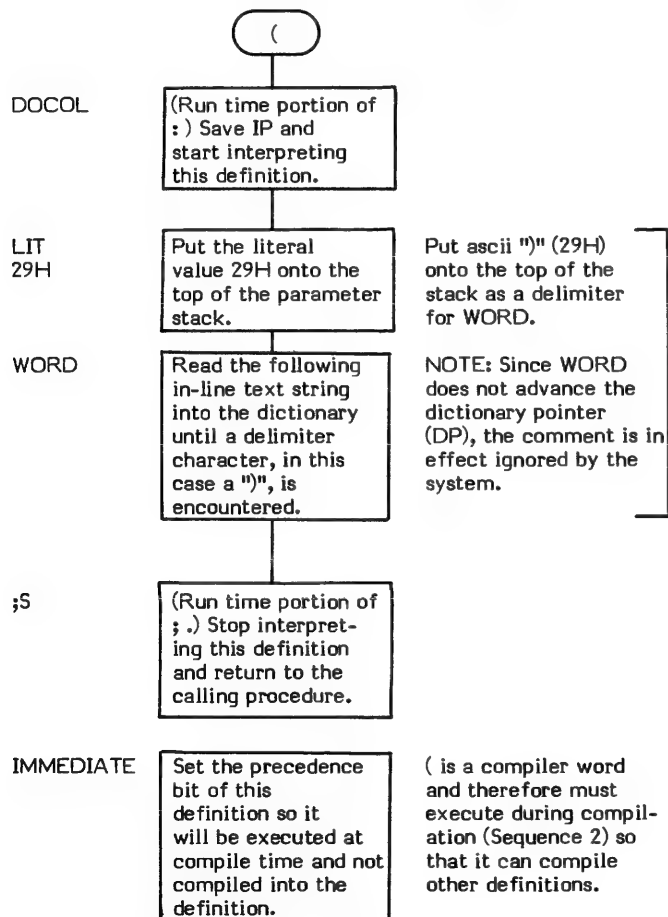 (
DOCOL
(Run time portion of
: ) Save IP and
start interpreting
this definition.
LIT
29H
Put the literal
value 29H onto the
top of the parameter
stack.
Put ascii ")" (29H)
onto the top of the
stack as a delimiter
for WORD.
WORD
Read the following
in-line text string
into the dictionary
until a delimiter
character, in this
case a ")", is
encountered.
NOTE: Since WORD
does not advance the
dictionary pointer
(DP), the comment is in
effect ignored by the
system.
;S
(Run time portion of
; .) Stop interpret-
ing this definition
and return to the
calling procedure.
IMMEDIATE
Set the precedence
bit of this
definition so it
will be executed at
compile time and not
compiled into the
definition.
( is a compiler word
and therefore must
execute during compil-
ation (Sequence 2) so
that it can compile
other definitions.